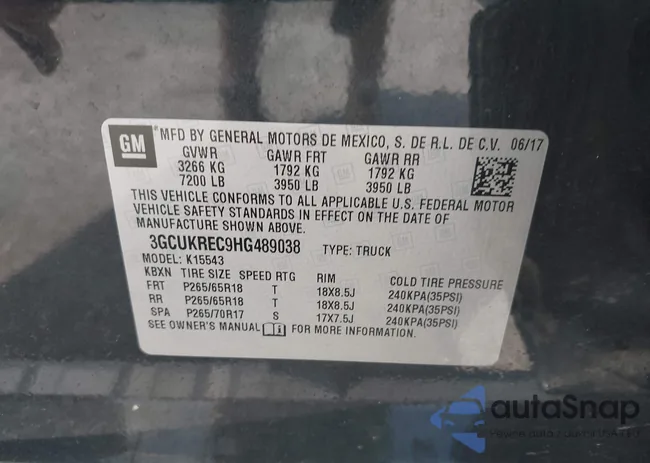 GM MFD BY GENERAL MOTORS DE MEXICO, S. DE R.L. DE C.V. 06/17
GVWR GAWR FRT GAWR RR
3266 KG 1792 KG 1792 KG
7200 LB 3950 LB 3950 LB
THIS VEHICLE CONFORMS TO ALL APPLICABLE U.S. FEDERAL MOTOR
VEHICLE SAFETY STANDARDS IN EFFECT ON THE DATE OF
MANUFACTURE SHOWN ABOVE.
3GCUKREC9HG489038 TYPE: TRUCK
MODEL: K15543
KBXN TIRE SIZE SPEED RTG RIM COLD TIRE PRESSURE
FRT P265/65R18 T 18X8.5J 240KPA(35PSI)
RR P265/65R18 T 18X8.5J 240KPA(35PSI)
SPA P265/70R17 S 17X7.5J 240KPA(35PSI)
SEE OWNER'S MANUAL FOR MORE INFORMATION.
autoSnap